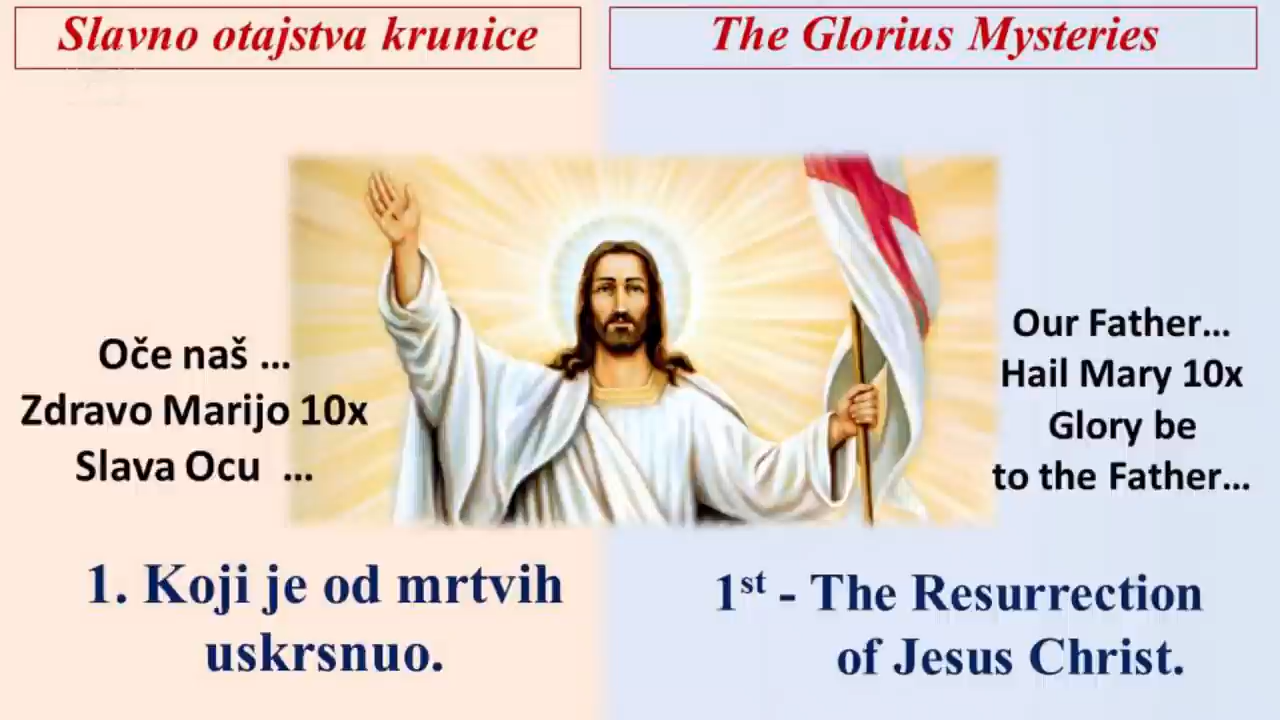 Slavno otajstva krunice
The Glorius Mysteries
Oče naš ...
Zdravo Marijo 10x
Slava Ocu ...
Our Father...
Hail Mary 10x
Glory be
to the Father...
1. Koji je od mrtvih
uskrsnuo.
1st - The Resurrection
of Jesus Christ.